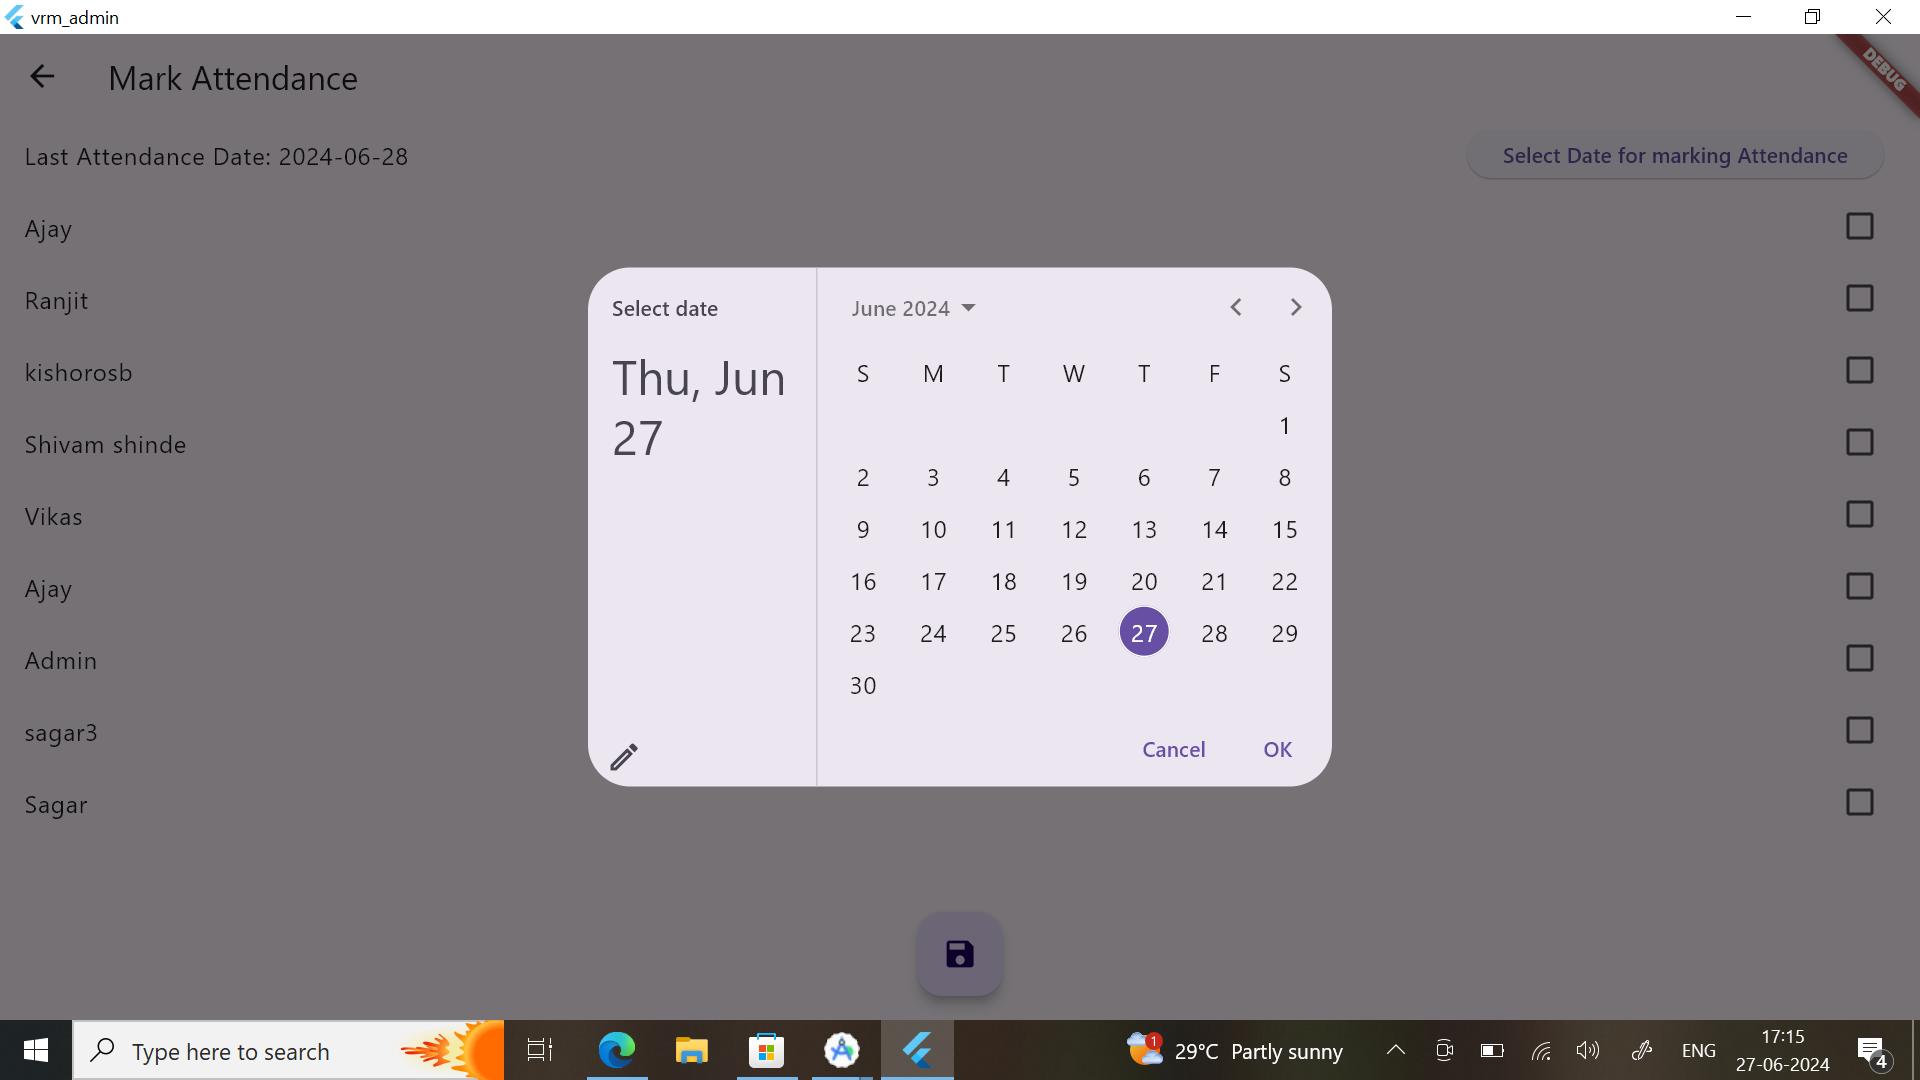 vrm_admin
DEBUG
Mark Attendance
Last Attendance Date: 2024-06-28
Select Date for marking Attendance
Ajay
Ranjit
kishorosb
Shivam shinde
Vikas
Ajay
Admin
sagar3
Sagar
Select date
Thu, Jun
27
June 2024
S M T W T F S
1
2 3 4 5 6 7 8
9 10 11 12 13 14 15
16 17 18 19 20 21 22
23 24 25 26 27 28 29
30
Cancel OK
Type here to search
1
29°C Partly sunny
ENG
17:15
27-06-2024
4